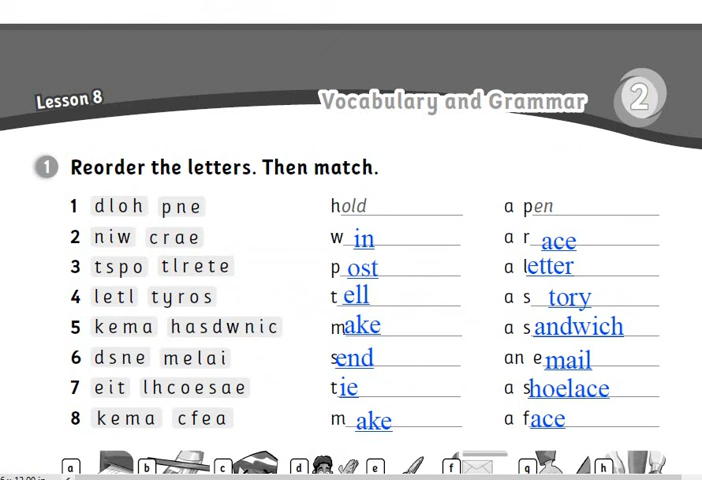 Lesson 8
Vocabulary and Grammar 2
1 Reorder the letters. Then match.
1 dloh pne hold a pen
2 niw crae win a race
3 tspo tlrete post a letter
4 letl tyros tell a story
5 kema hasdwnic make a sandwich
6 dsne melai send an email
7 eit lhcoesae tie a shoelace
8 kema cfea make a face
a b c d e f g h